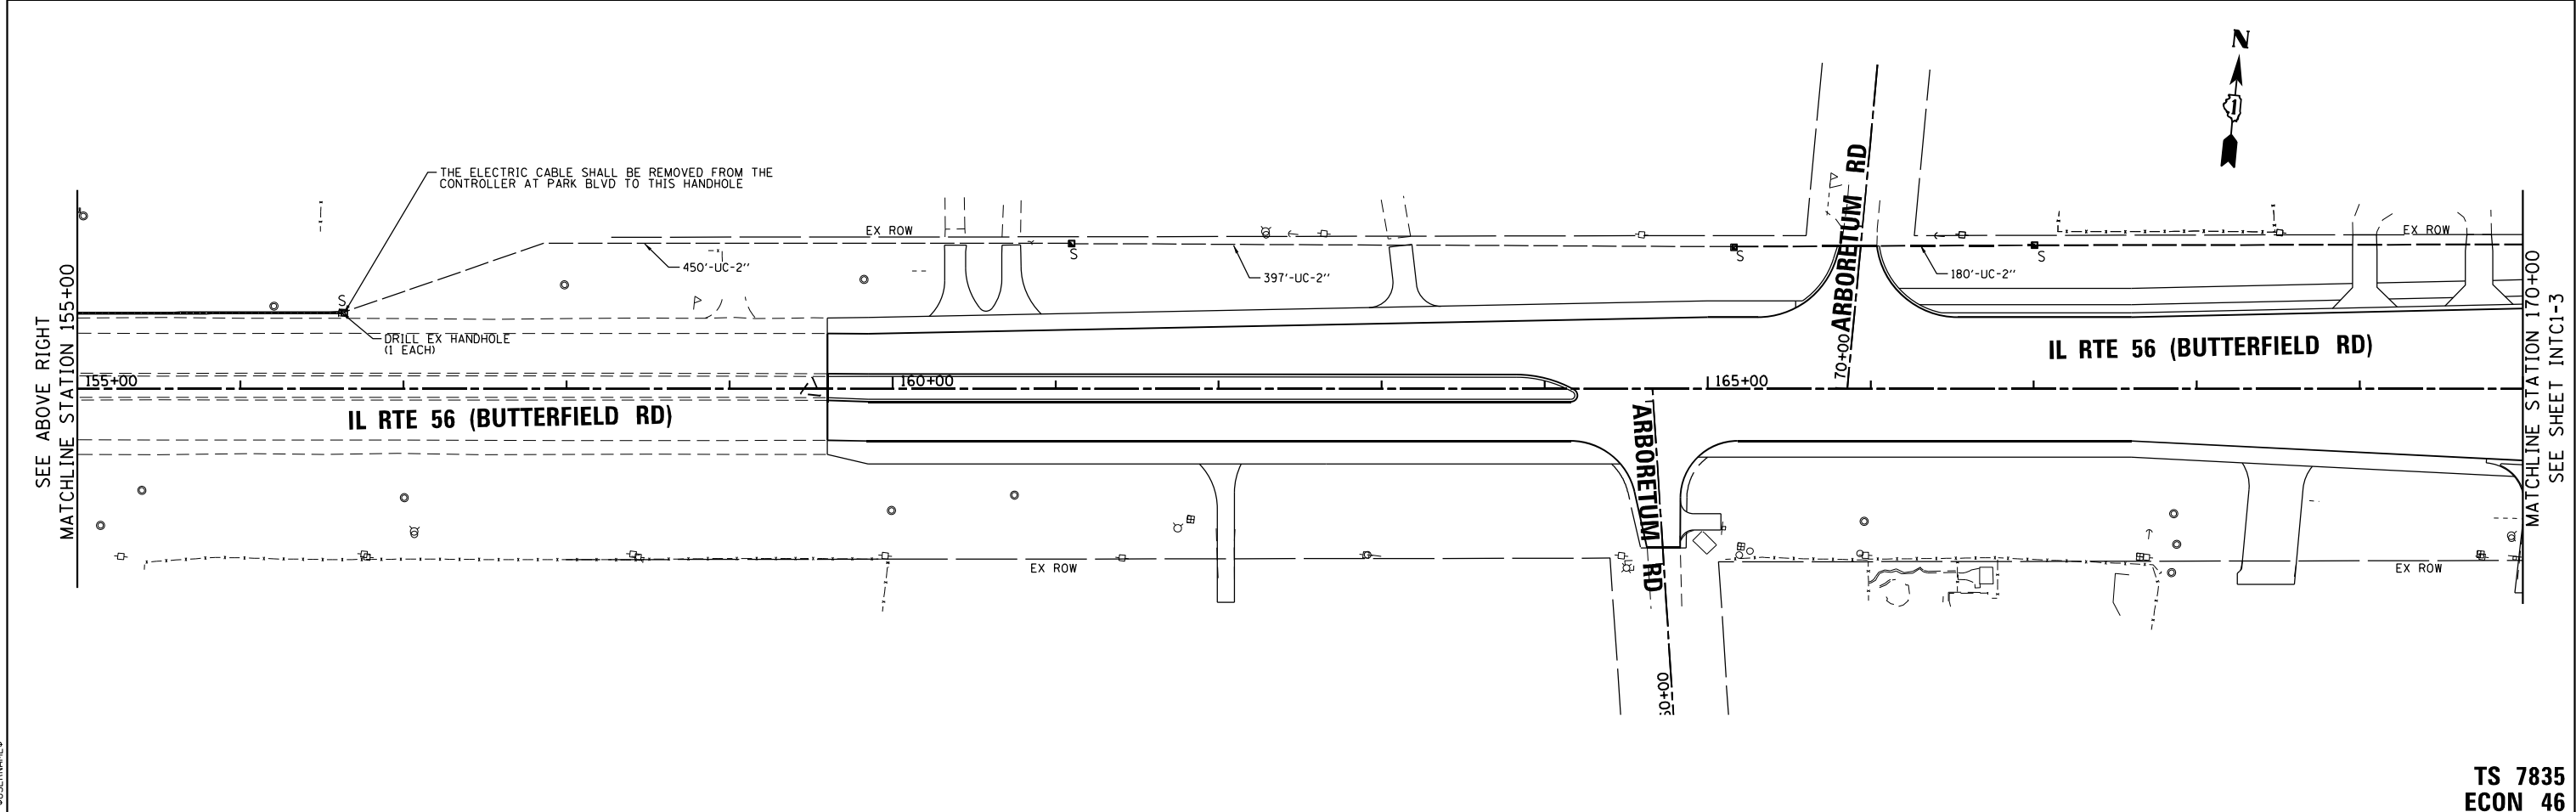 N
1
THE ELECTRIC CABLE SHALL BE REMOVED FROM THE
CONTROLLER AT PARK BLVD TO THIS HANDHOLE
SEE ABOVE RIGHT
MATCHLINE STATION 155+00
EX ROW
EX ROW
450'-UC-2"
397'-UC-2"
180'-UC-2"
S
S
S
S
DRILL EX HANDHOLE
(1 EACH)
ARBORETUM RD
70+00
155+00
160+00
165+00
IL RTE 56 (BUTTERFIELD RD)
IL RTE 56 (BUTTERFIELD RD)
ARBORETUM RD
EX ROW
EX ROW
MATCHLINE STATION 170+00
SEE SHEET INTC1-3
TS 7835
ECON 46